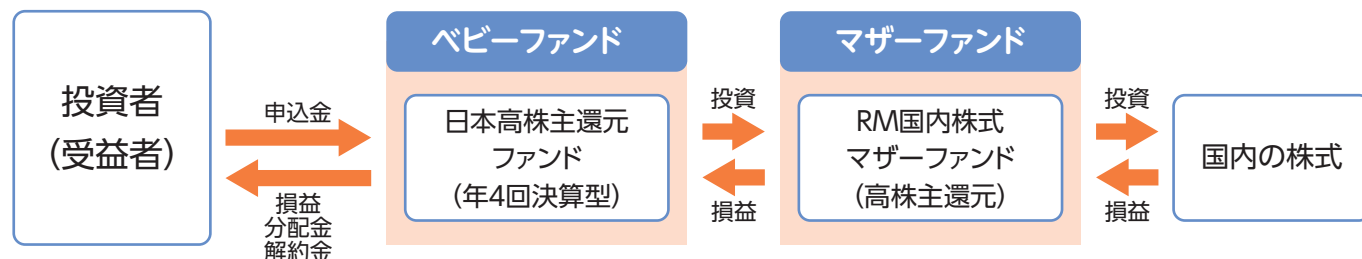 投資者
(受益者)
申込金
損益
分配金
解約金
ベビーファンド
日本高株主還元
ファンド
(年4回決算型)
投資
損益
マザーファンド
RM国内株式
マザーファンド
(高株主還元)
投資
損益
国内の株式